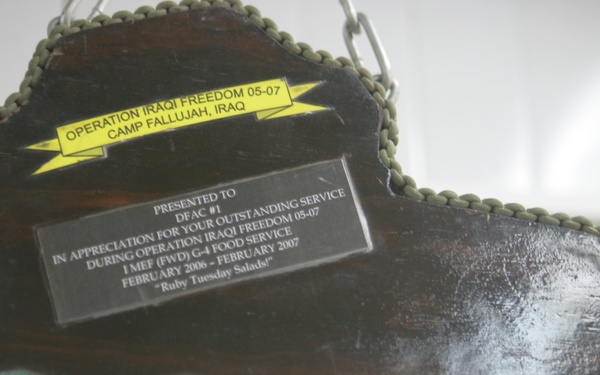 OPERATION IRAQI FREEDOM 05-07
CAMP FALLUJAH, IRAQ
PRESENTED TO
DFAC #1
IN APPRECIATION FOR YOUR OUTSTANDING SERVICE
DURING OPERATION IRAQI FREEDOM 05-07
I MEF (FWD) G-4 FOOD SERVICE
FEBRUARY 2006 – FEBRUARY 2007
"Ruby Tuesday Salads!"